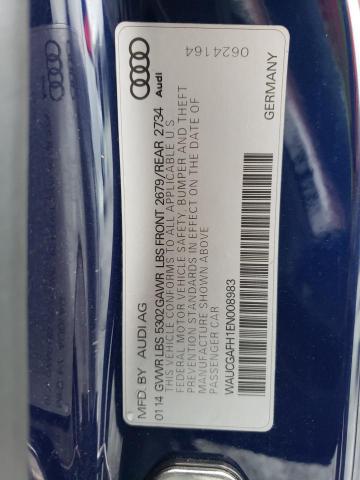 MFD. BY AUDI AG
0114 GVWR LBS 5302 GAWR LBS FRONT 2679/REAR 2734
THIS VEHICLE CONFORMS TO ALL APPLICABLE U S
FEDERAL MOTOR VEHICLE SAFETY, BUMPER AND THEFT
PREVENTION STANDARDS IN EFFECT ON THE DATE OF
MANUFACTURE SHOWN ABOVE
PASSENGER CAR
WAUCGAFH1EN008983
Audi
0624164
GERMANY